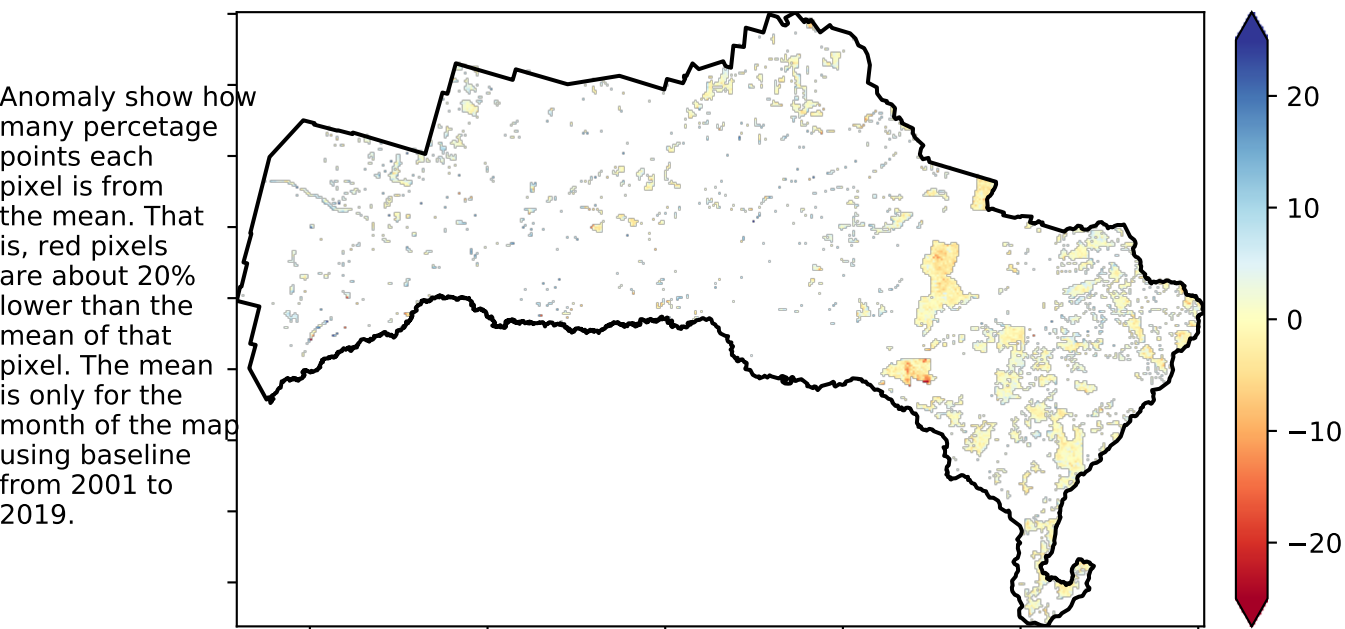 Anomaly show how
many percetage
points each
pixel is from
the mean. That
is, red pixels
are about 20%
lower than the
mean of that
pixel. The mean
is only for the
month of the map
using baseline
from 2001 to
2019.
20
10
0
−10
−20